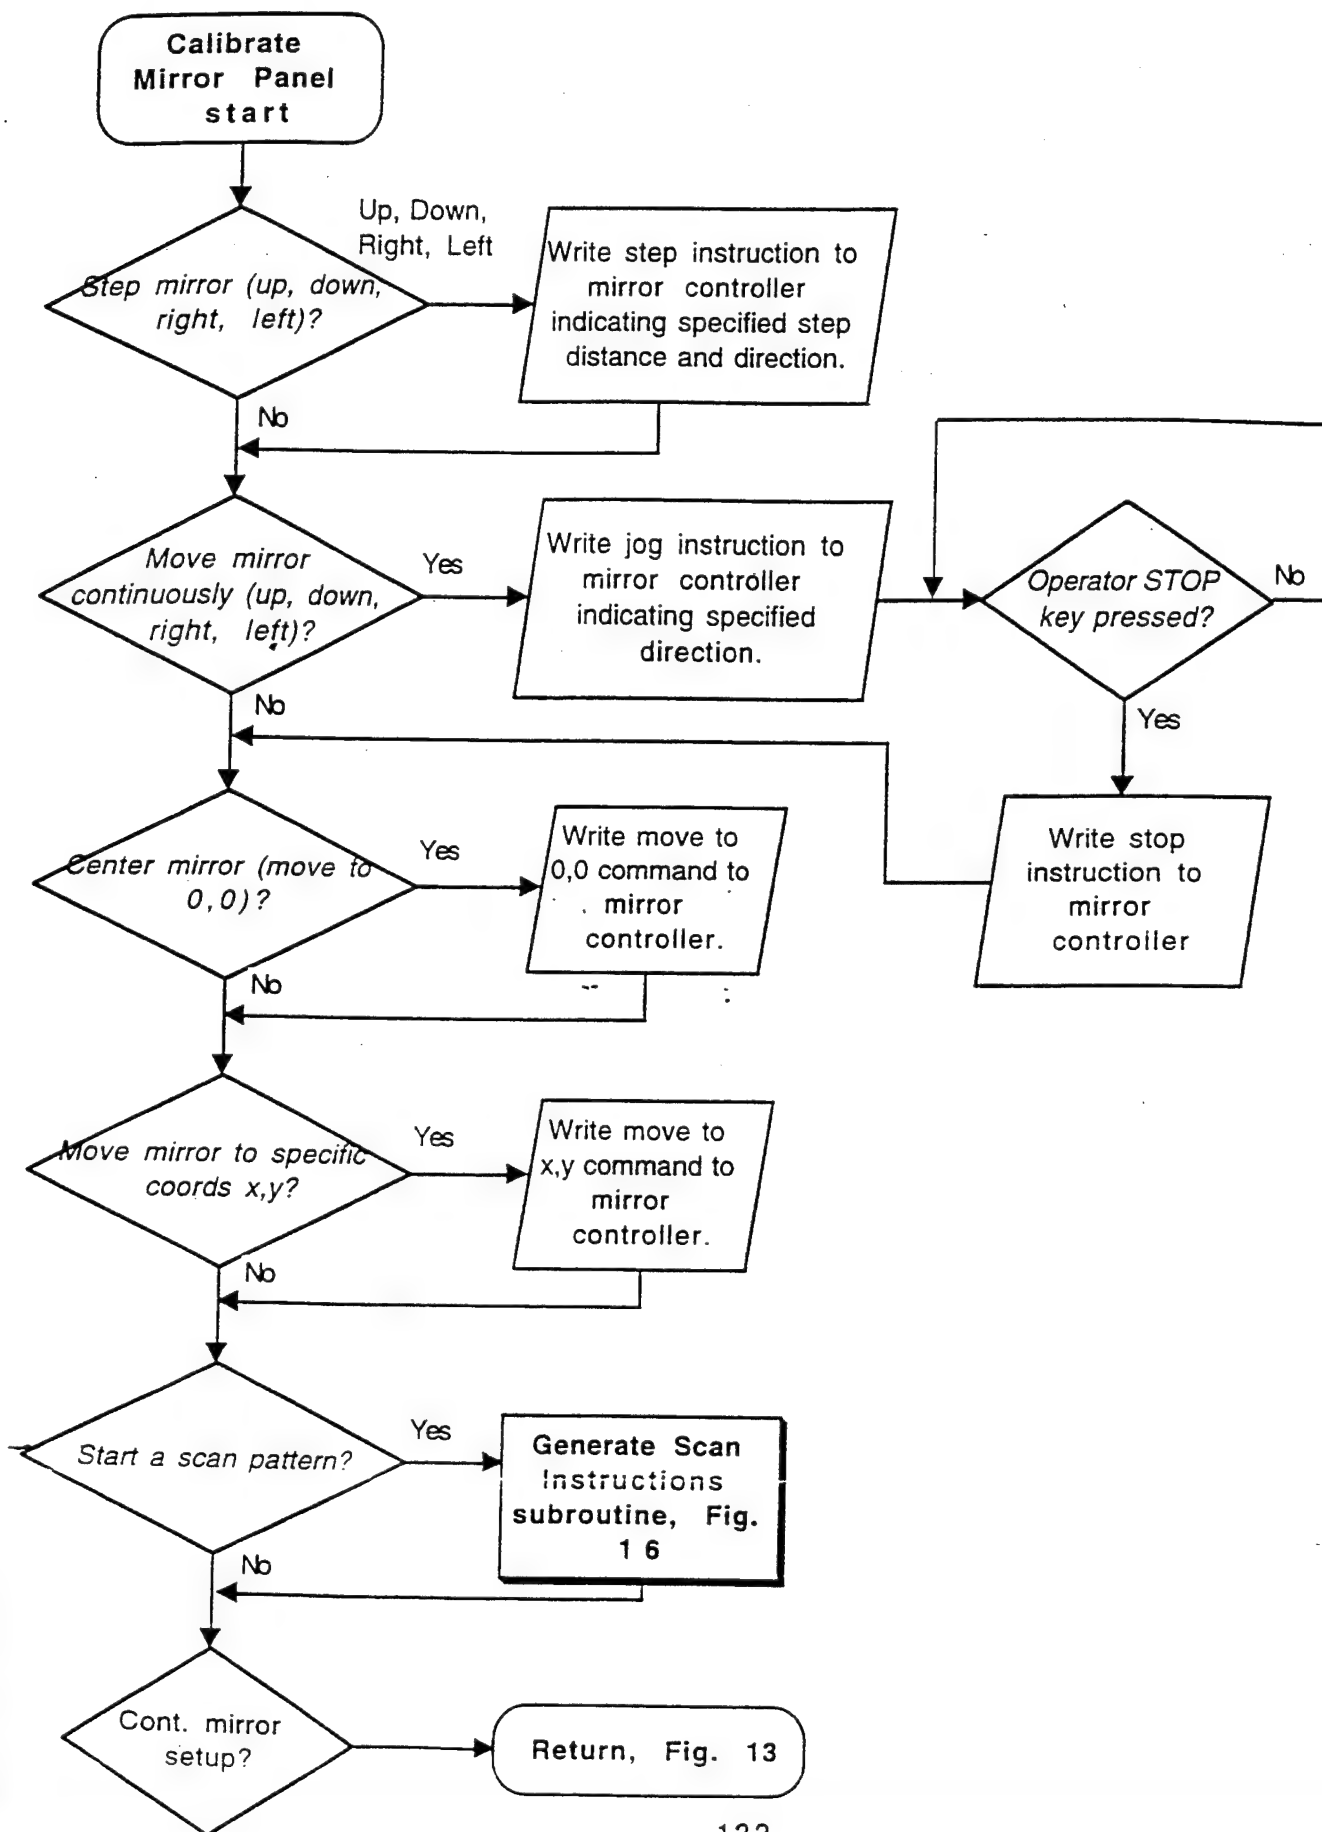 Calibrate
Mirror Panel
start
Up, Down,
Right, Left
Step mirror (up, down,
right, left)?
Write step instruction to
mirror controller
indicating specified step
distance and direction.
No
Move mirror
continuously (up, down,
right, left)?
Yes
Write jog instruction to
mirror controller
indicating specified
direction.
Operator STOP
key pressed?
No
No
Yes
Center mirror (move to
0,0)?
Yes
Write move to
0,0 command to
mirror
controller.
Write stop
instruction to
mirror
controller
No
Move mirror to specific
coords x,y?
Yes
Write move to
x,y command to
mirror
controller.
No
Start a scan pattern?
Yes
Generate Scan
Instructions
subroutine, Fig.
16
No
Cont. mirror
setup?
Return, Fig. 13